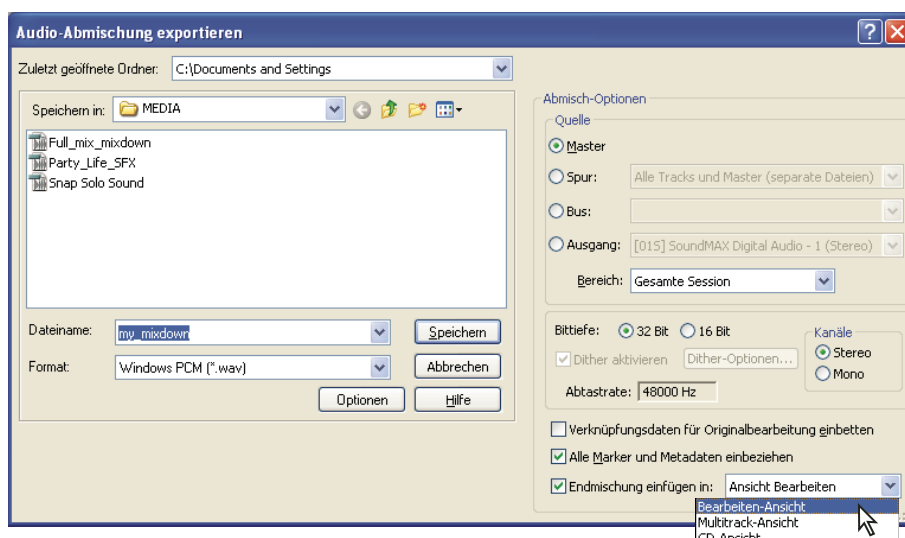 Audio-Abmischung exportieren
Zuletzt geöffnete Ordner: C:\Documents and Settings
Speichern in: MEDIA
Full_mix_mixdown
Party_Life_SFX
Snap Solo Sound
Dateiname: my_mixdown Speichern
Format: Windows PCM (*.wav) Abbrechen
Optionen Hilfe
Abmisch-Optionen
Quelle
Master
Spur: Alle Tracks und Master (separate Dateien)
Bus:
Ausgang: [01S] SoundMAX Digital Audio - 1 (Stereo)
Bereich: Gesamte Session
Bittiefe: 32 Bit 16 Bit
Dither aktivieren Dither-Optionen...
Abtastrate: 48000 Hz
Kanäle
Stereo
Mono
Verknüpfungsdaten für Originalbearbeitung einbetten
Alle Marker und Metadaten einbeziehen
Endmischung einfügen in: Ansicht Bearbeiten
Bearbeiten-Ansicht
Multitrack-Ansicht
CD-Ansicht